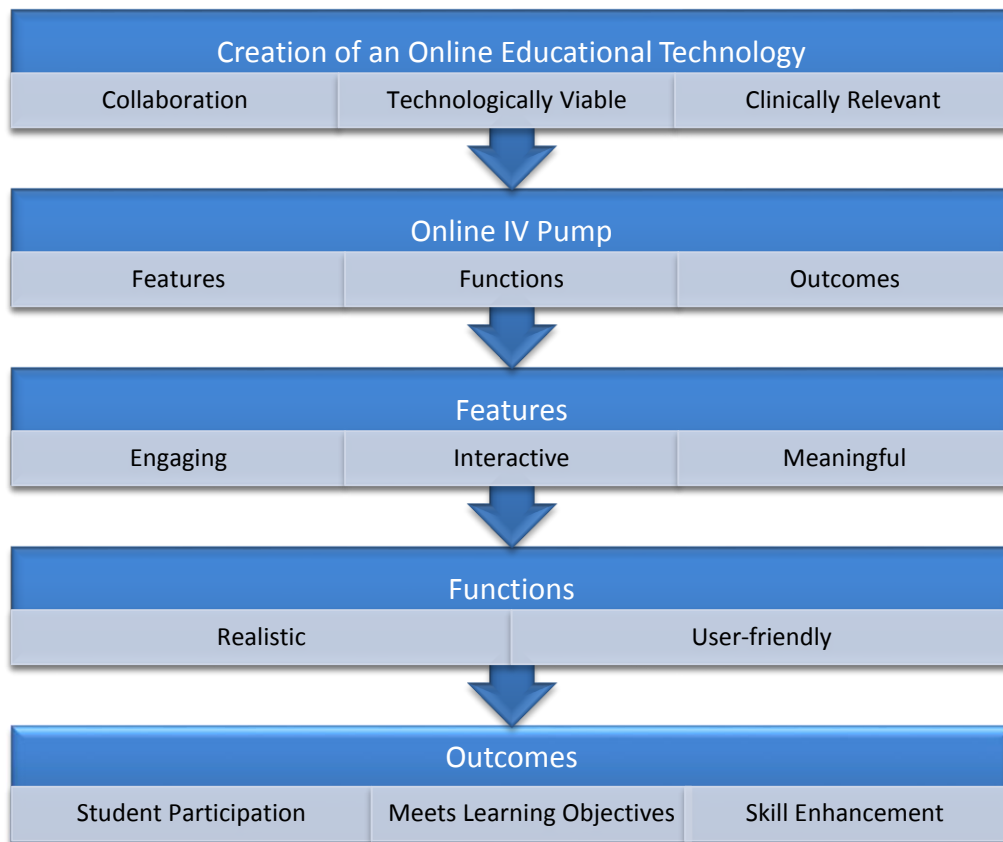 Creation of an Online Educational Technology
Collaboration Technologically Viable Clinically Relevant
Online IV Pump
Features Functions Outcomes
Features
Engaging Interactive Meaningful
Functions
Realistic User-friendly
Outcomes
Student Participation Meets Learning Objectives Skill Enhancement